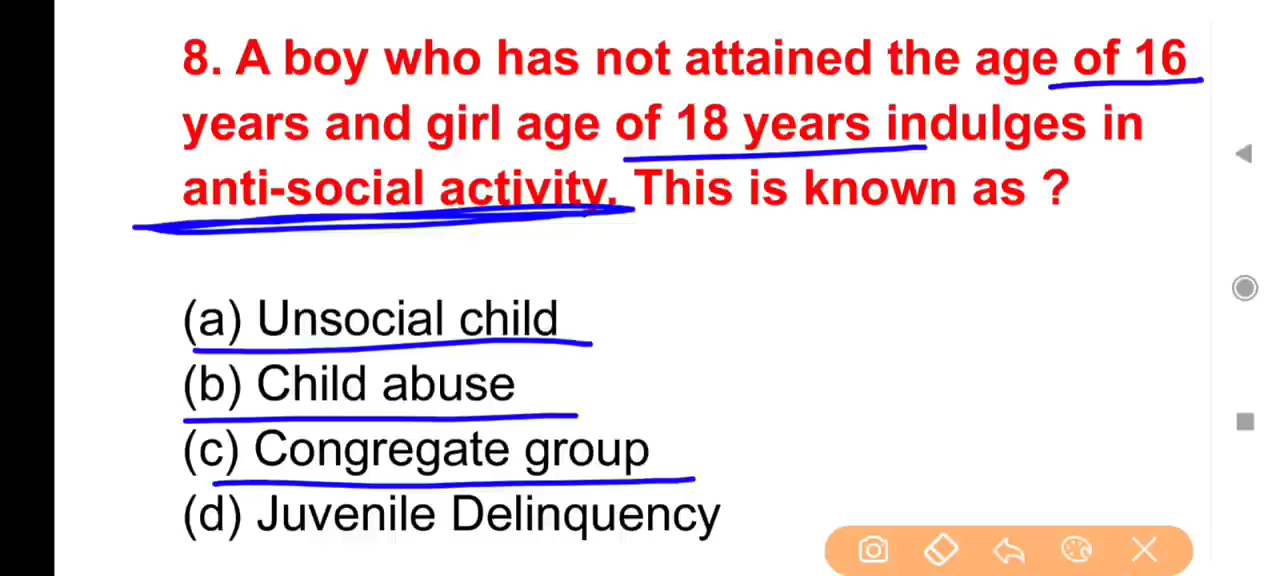 8. A boy who has not attained the age of 16
years and girl age of 18 years indulges in
anti-social activity. This is known as ?
(a) Unsocial child
(b) Child abuse
(c) Congregate group
(d) Juvenile Delinquency